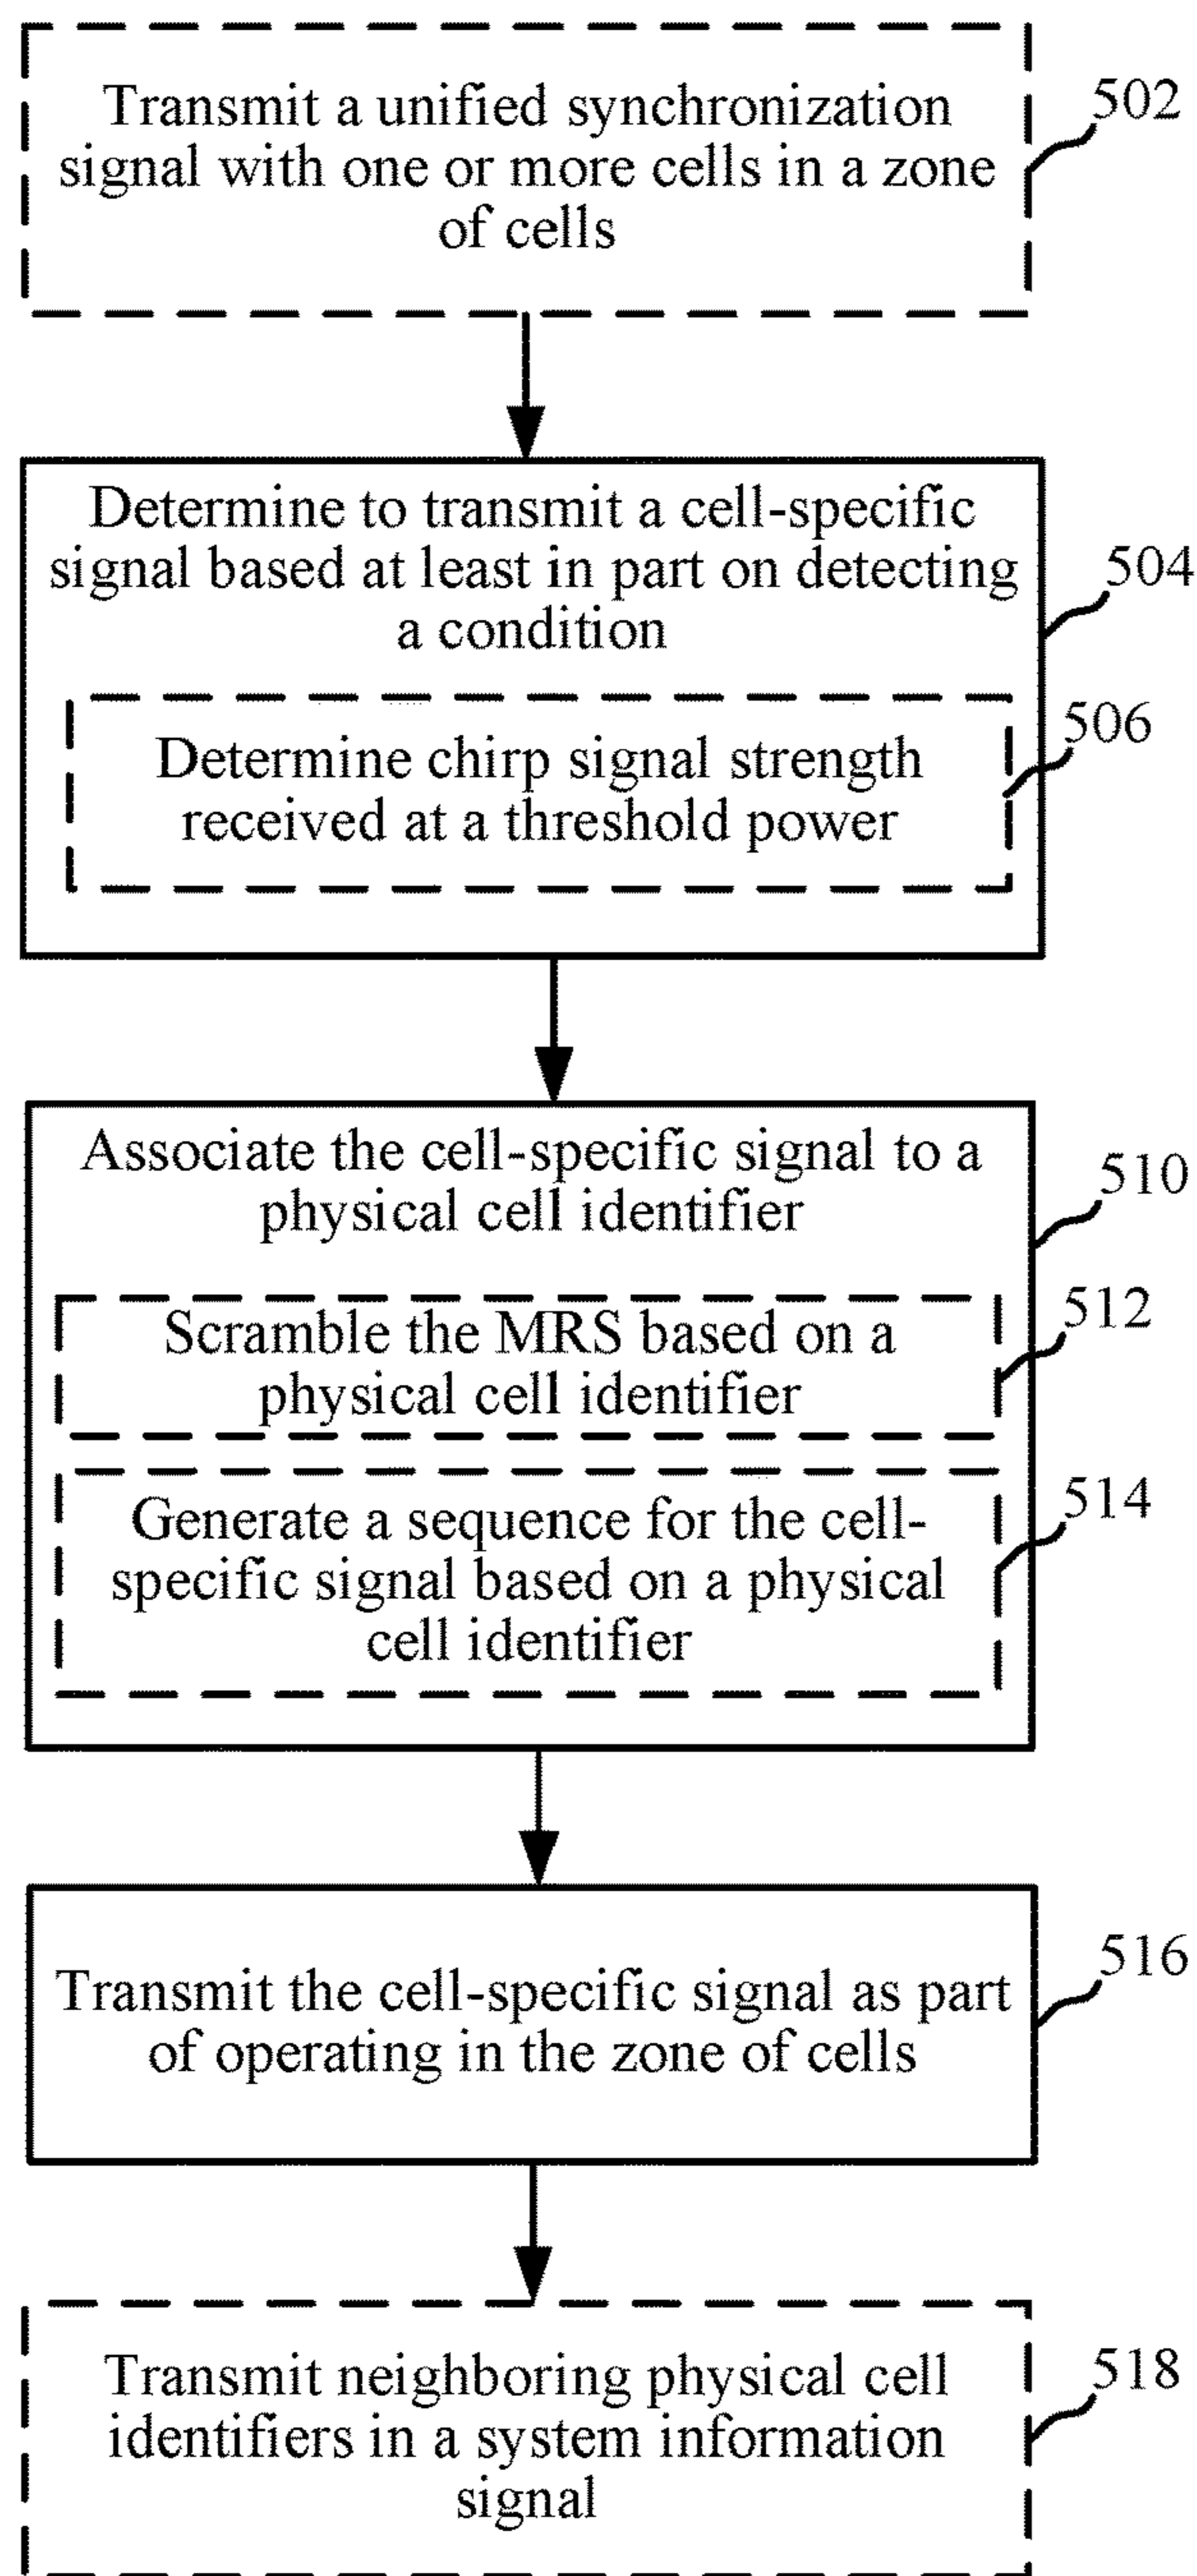 Transmit a unified synchronization
signal with one or more cells in a zone
of cells
502
Determine to transmit a cell-specific
signal based at least in part on detecting
a condition
504
Determine chirp signal strength
received at a threshold power
506
Associate the cell-specific signal to a
physical cell identifier
510
Scramble the MRS based on a
physical cell identifier
512
Generate a sequence for the cell-
specific signal based on a physical
cell identifier
514
Transmit the cell-specific signal as part
of operating in the zone of cells
516
Transmit neighboring physical cell
identifiers in a system information
signal
518